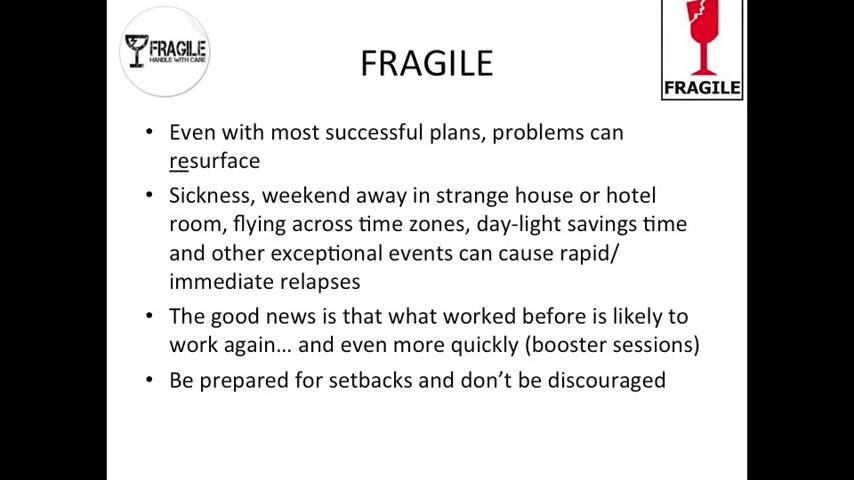 FRAGILE
HANDLE WITH CARE
FRAGILE
FRAGILE
• Even with most successful plans, problems can
resurface
• Sickness, weekend away in strange house or hotel
room, flying across time zones, day-light savings time
and other exceptional events can cause rapid/
immediate relapses
• The good news is that what worked before is likely to
work again... and even more quickly (booster sessions)
• Be prepared for setbacks and don't be discouraged